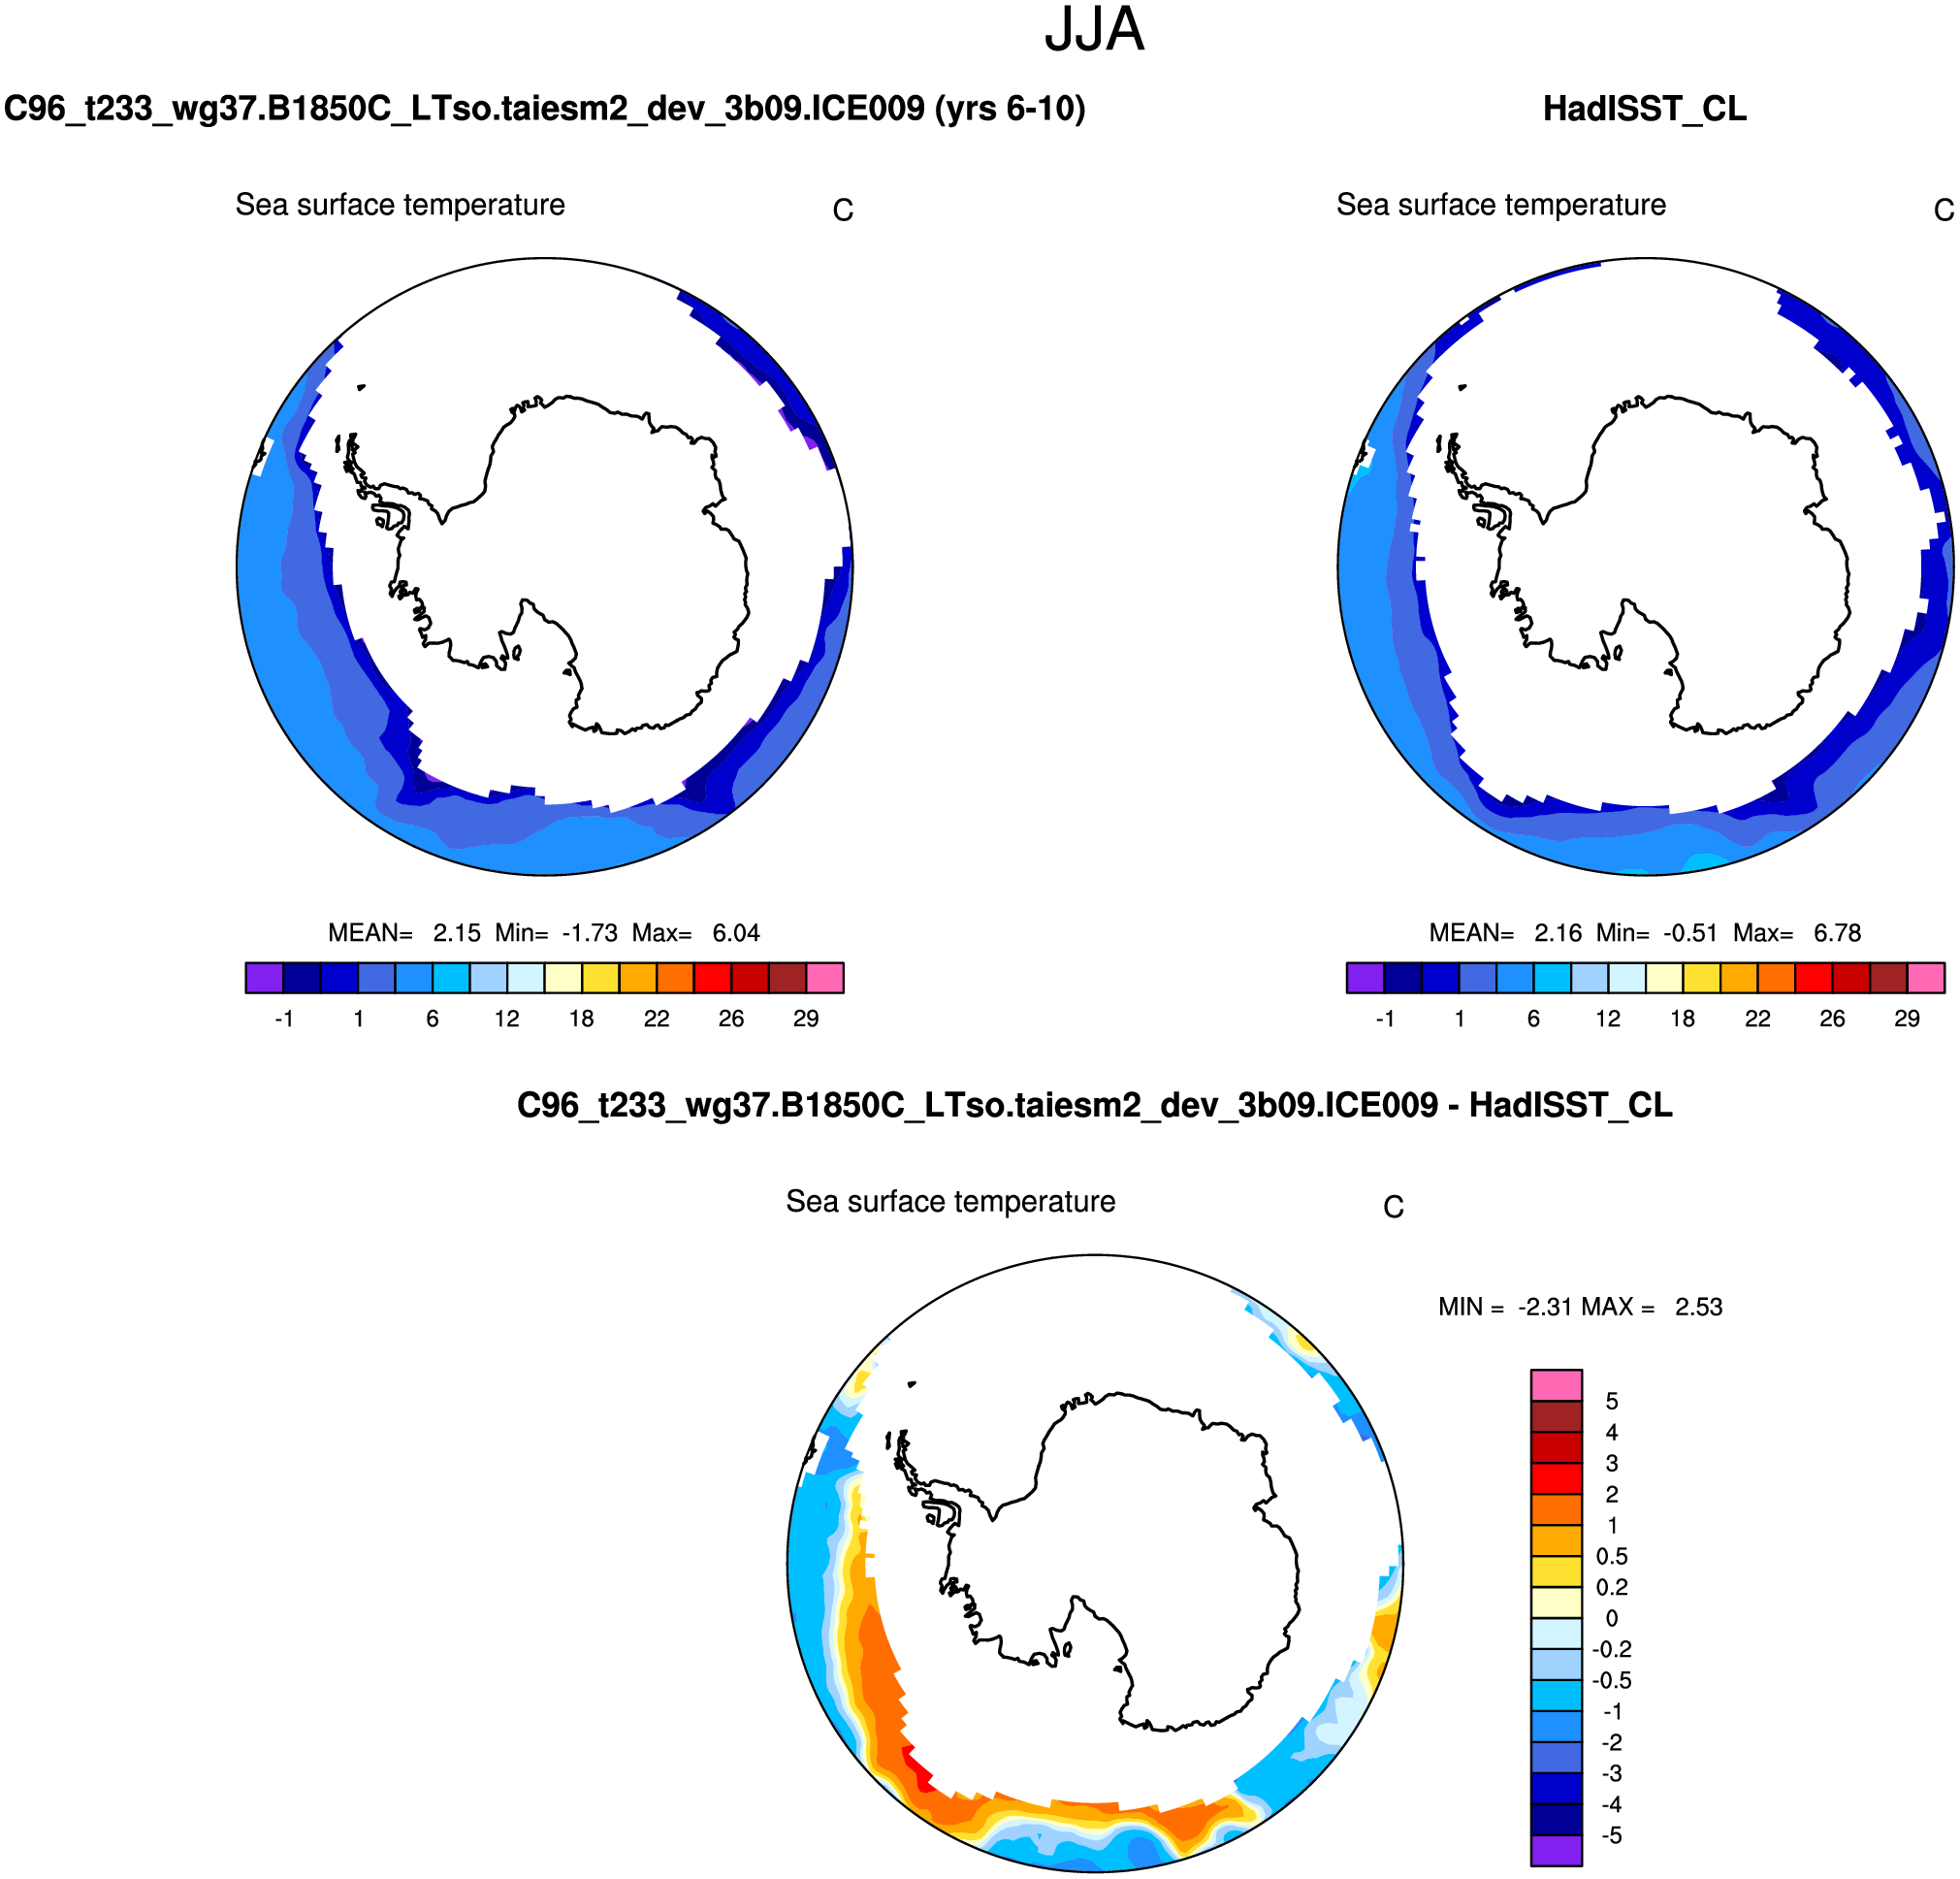 JJA
C96_t233_wg37.B1850C_LTso.taiesm2_dev_3b09.ICE009 (yrs 6-10)
HadISST_CL
Sea surface temperature C
Sea surface temperature C
MEAN= 2.15 Min= -1.73 Max= 6.04
MEAN= 2.16 Min= -0.51 Max= 6.78
-1 1 6 12 18 22 26 29
-1 1 6 12 18 22 26 29
C96_t233_wg37.B1850C_LTso.taiesm2_dev_3b09.ICE009 - HadISST_CL
Sea surface temperature C
MIN = -2.31 MAX = 2.53
5
4
3
2
1
0.5
0.2
0
-0.2
-0.5
-1
-2
-3
-4
-5